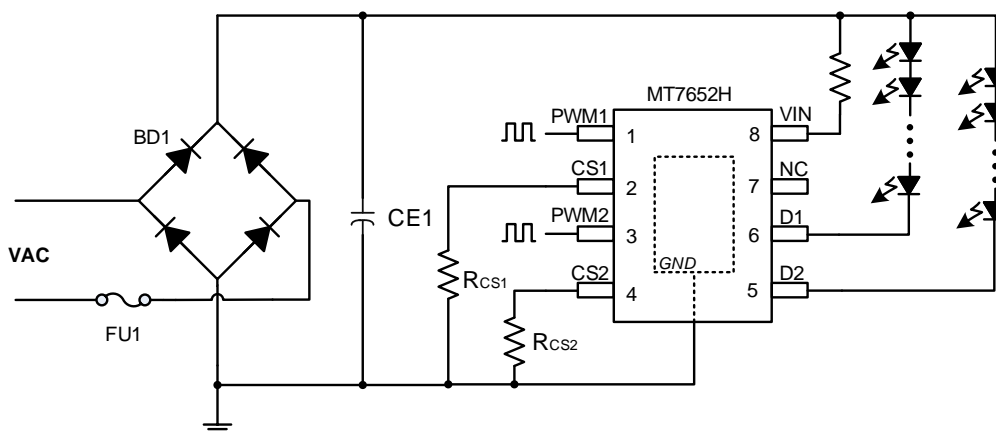 MT7652H
BD1
VAC
FU1
CE1
RCS1
RCS2
PWM1
CS1
PWM2
CS2
1
2
3
4
GND
8
7
6
5
VIN
NC
D1
D2